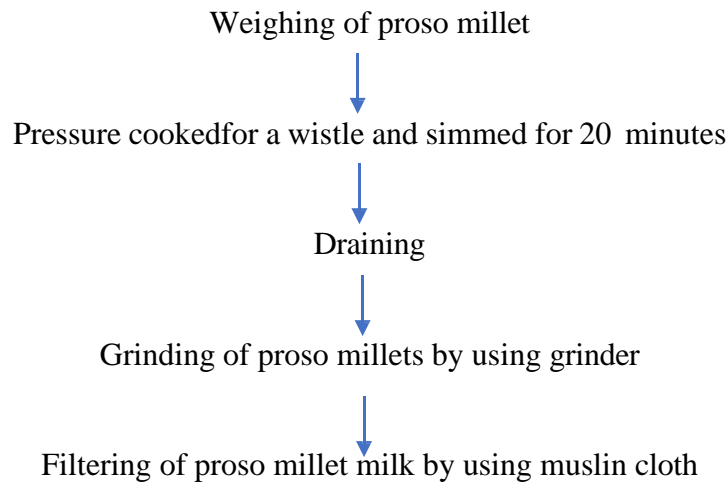 Weighing of proso millet
Pressure cookedfor a wistle and simmed for 20 minutes
Draining
Grinding of proso millets by using grinder
Filtering of proso millet milk by using muslin cloth